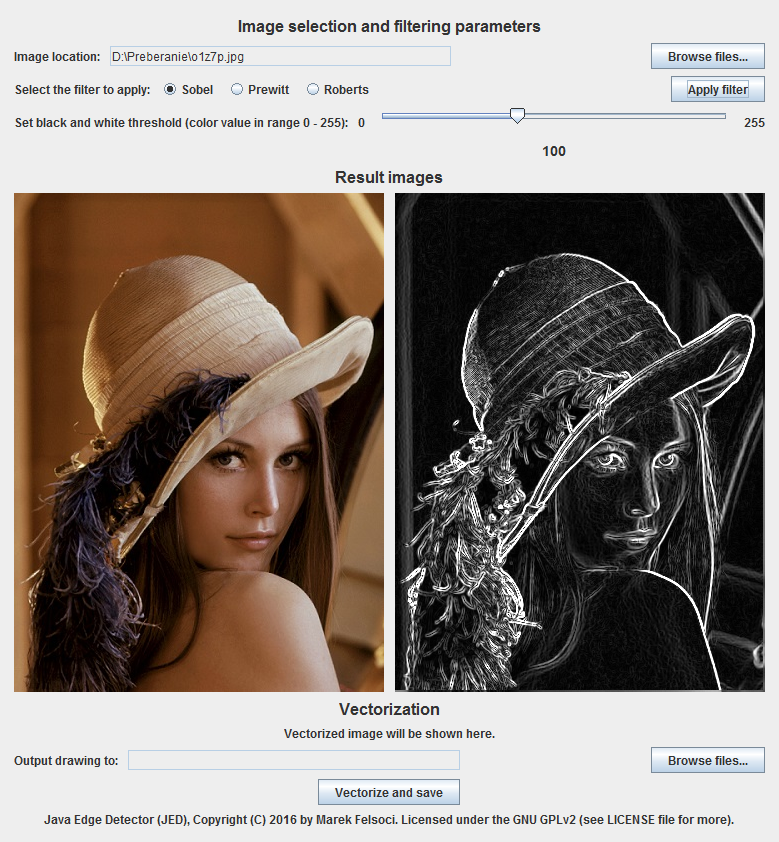 Image selection and filtering parameters
Image location: D:\Preberanie\o1z7p.jpg Browse files...
Select the filter to apply: Sobel Prewitt Roberts Apply filter
Set black and white threshold (color value in range 0 - 255): 0 255
100
Result images
Vectorization
Vectorized image will be shown here.
Output drawing to: Browse files...
Vectorize and save
Java Edge Detector (JED), Copyright (C) 2016 by Marek Felsoci. Licensed under the GNU GPLv2 (see LICENSE file for more).